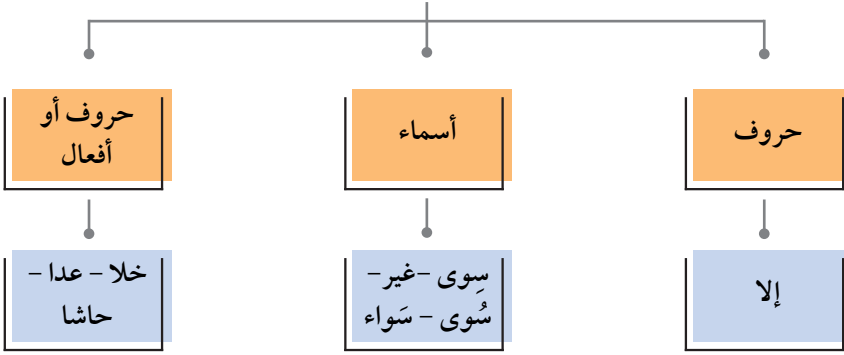 حروف
أسماء
حروف أو
أفعال
إلا
سِوى –غير–
سُوى – سَواء
خلا – عدا –
حاشا